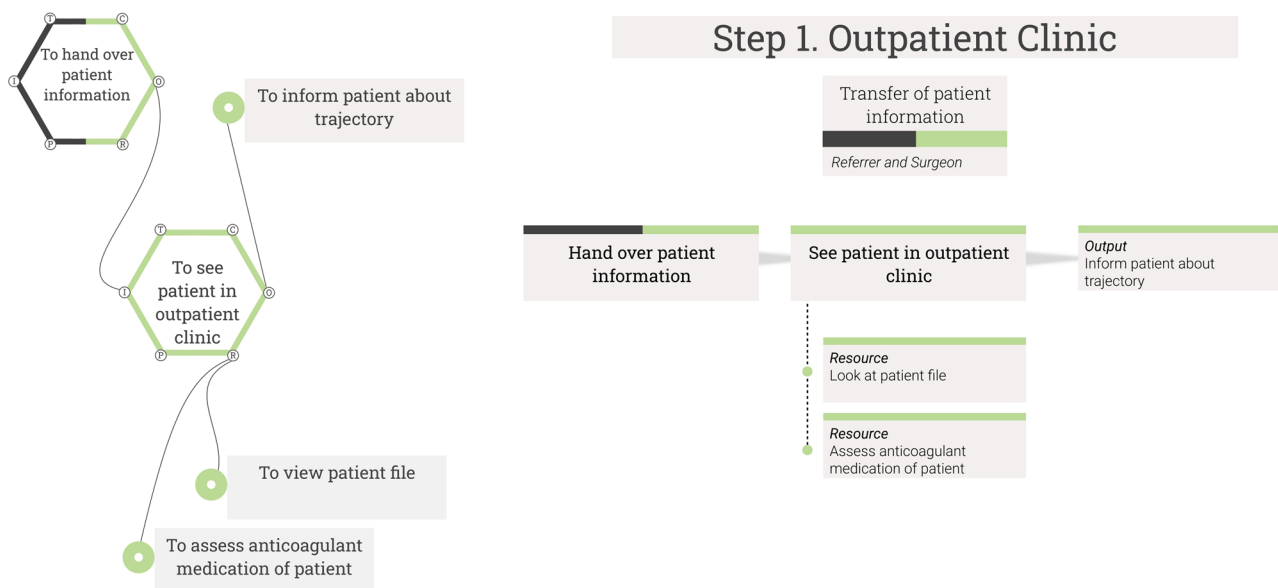 T
C
To hand over
patient
information
I
O
P
R
To inform patient about
trajectory
T
C
To see
patient in
outpatient
clinic
I
O
P
R
To view patient file
To assess anticoagulant
medication of patient
Step 1. Outpatient Clinic
Transfer of patient
information
Referrer and Surgeon
Hand over patient
information
See patient in outpatient
clinic
Output
Inform patient about
trajectory
Resource
Look at patient file
Resource
Assess anticoagulant
medication of patient